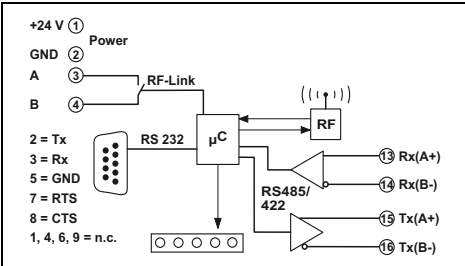 +24 V 1
Power
GND 2
A 3
RF-Link
B 4
RF
2 = Tx
RS 232
µC
3 = Rx
13 Rx(A+)
5 = GND
14 Rx(B-)
7 = RTS
RS485/
422
8 = CTS
15 Tx(A+)
1, 4, 6, 9 = n.c.
16 Tx(B-)